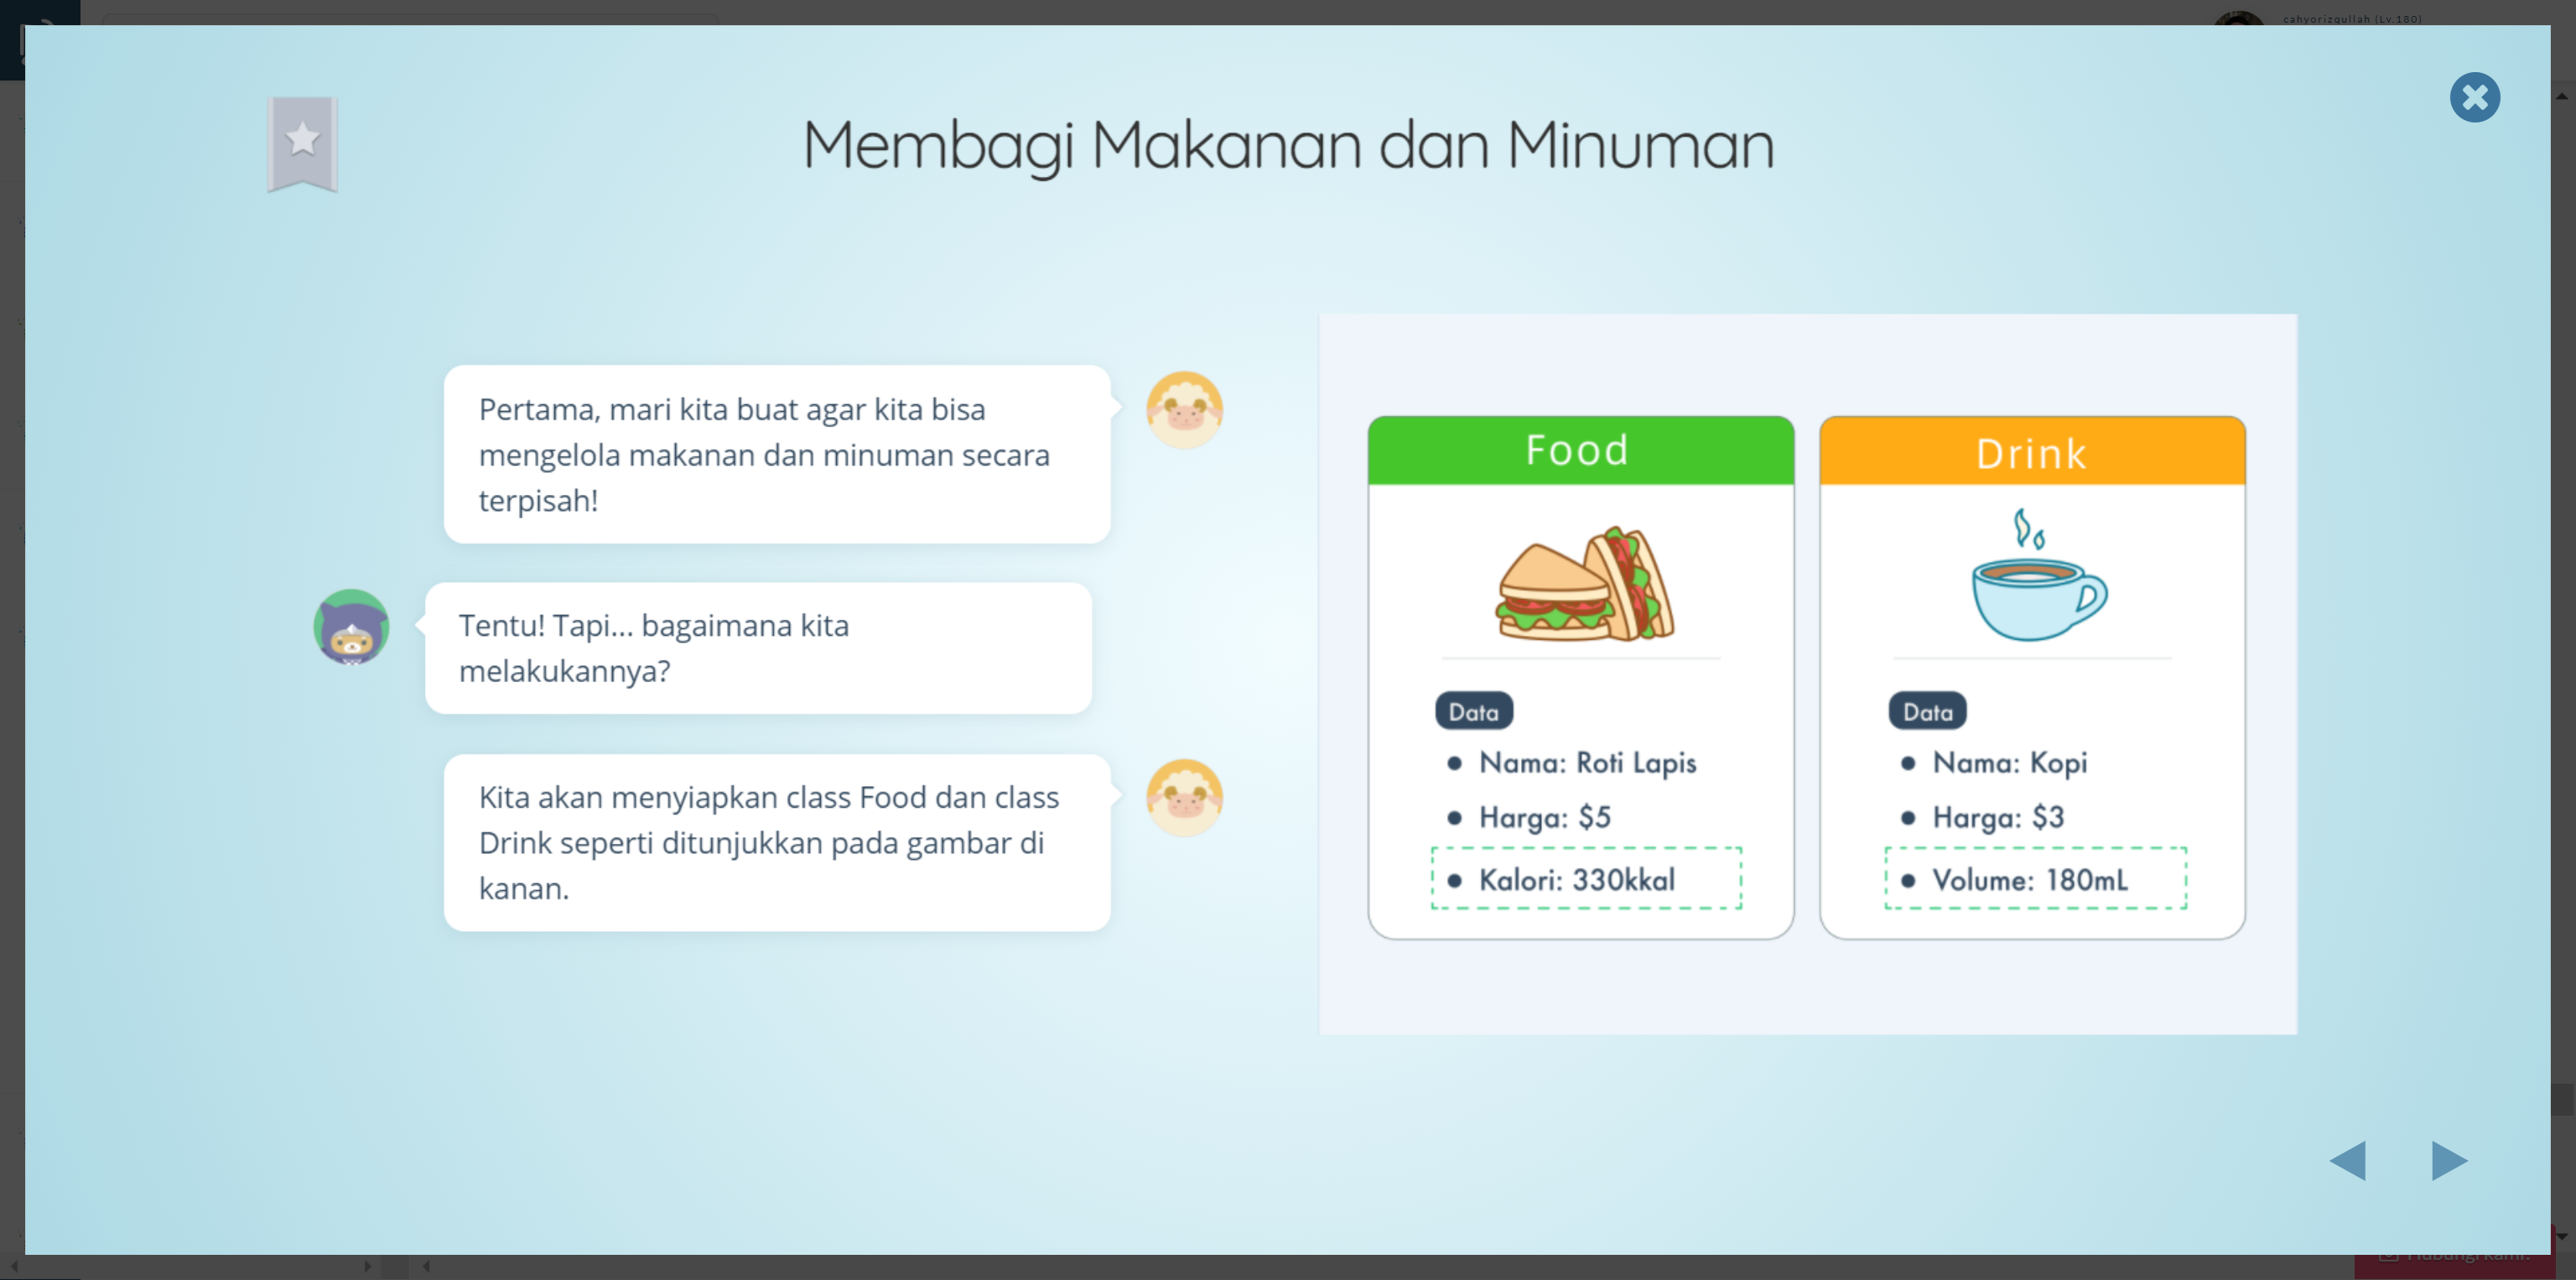 cahyorizqullah (Lv.180)
Membagi Makanan dan Minuman
Pertama, mari kita buat agar kita bisa
mengelola makanan dan minuman secara
terpisah!
Tentu! Tapi... bagaimana kita
melakukannya?
Kita akan menyiapkan class Food dan class
Drink seperti ditunjukkan pada gambar di
kanan.
Food
Data
• Nama: Roti Lapis
• Harga: $5
• Kalori: 330kkal
Drink
Data
• Nama: Kopi
• Harga: $3
• Volume: 180mL
Hubungi kami!